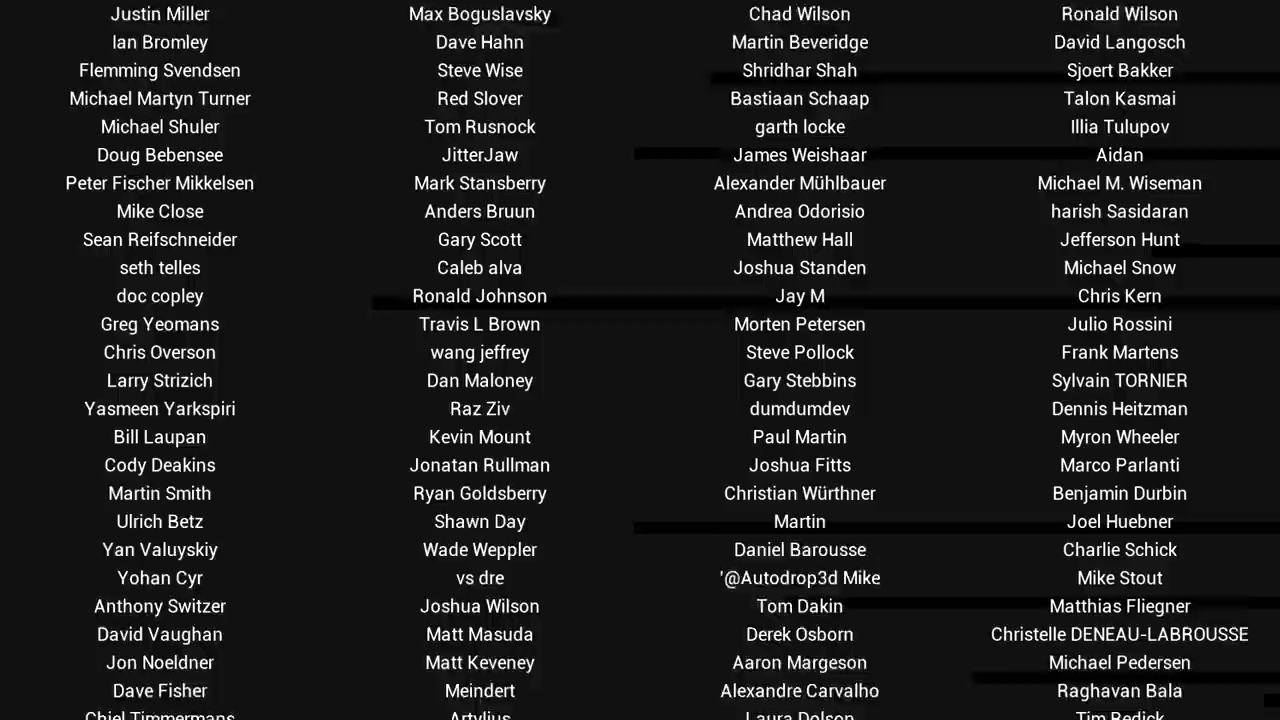 Justin Miller Max Boguslavsky Chad Wilson Ronald Wilson
Ian Bromley Dave Hahn Martin Beveridge David Langosch
Flemming Svendsen Steve Wise Shridhar Shah Sjoert Bakker
Michael Martyn Turner Red Slover Bastiaan Schaap Talon Kasmai
Michael Shuler Tom Rusnock garth locke Illia Tulupov
Doug Bebensee JitterJaw James Weishaar Aidan
Peter Fischer Mikkelsen Mark Stansberry Alexander Mühlbauer Michael M. Wiseman
Mike Close Anders Bruun Andrea Odorisio harish Sasidaran
Sean Reifschneider Gary Scott Matthew Hall Jefferson Hunt
seth telles Caleb alva Joshua Standen Michael Snow
doc copley Ronald Johnson Jay M Chris Kern
Greg Yeomans Travis L Brown Morten Petersen Julio Rossini
Chris Overson wang jeffrey Steve Pollock Frank Martens
Larry Strizich Dan Maloney Gary Stebbins Sylvain TORNIER
Yasmeen Yarkspiri Raz Ziv dumdumdev Dennis Heitzman
Bill Laupan Kevin Mount Paul Martin Myron Wheeler
Cody Deakins Jonatan Rullman Joshua Fitts Marco Parlanti
Martin Smith Ryan Goldsberry Christian Würthner Benjamin Durbin
Ulrich Betz Shawn Day Martin Joel Huebner
Yan Valuyskiy Wade Weppler Daniel Barousse Charlie Schick
Yohan Cyr vs dre '@Autodrop3d Mike Mike Stout
Anthony Switzer Joshua Wilson Tom Dakin Matthias Fliegner
David Vaughan Matt Masuda Derek Osborn Christelle DENEAU-LABROUSSE
Jon Noeldner Matt Keveney Aaron Margeson Michael Pedersen
Dave Fisher Meindert Alexandre Carvalho Raghavan Bala
Chiel Timmermans Artylius Laura Dolson Tim Redick